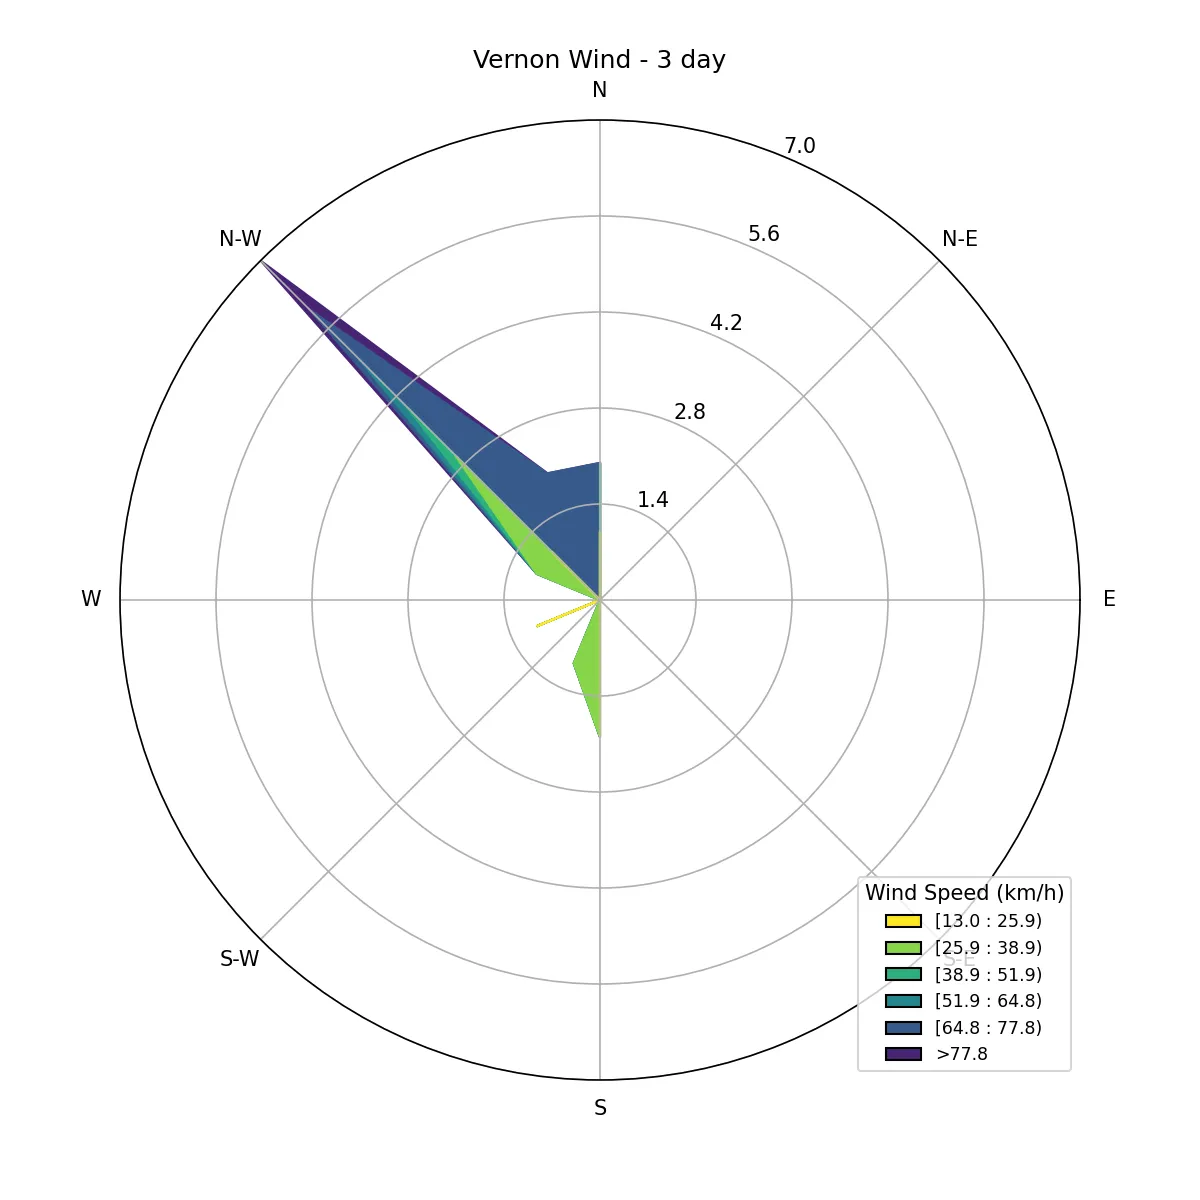 Vernon Wind - 3 day
N
7.0
5.6
N-W
N-E
4.2
2.8
1.4
W
E
Wind Speed (km/h)
[13.0 : 25.9)
[25.9 : 38.9)
S-W
S-E
[38.9 : 51.9)
[51.9 : 64.8)
[64.8 : 77.8)
>77.8
S